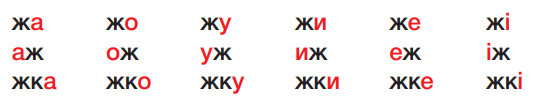 жа жо жу жи же жі
аж ож уж иж еж іж
жка жко жку жки жке жкі